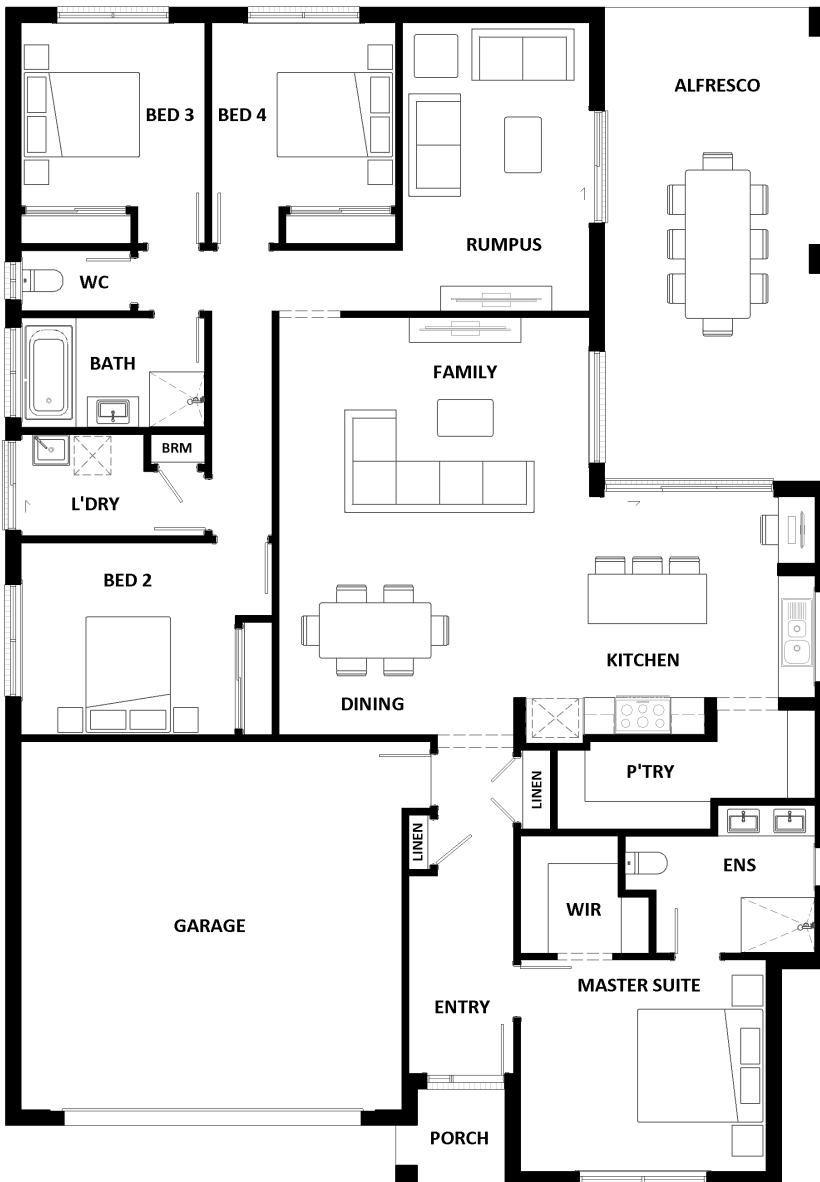 ALFRESCO
BED 3
BED 4
RUMPUS
WC
BATH
FAMILY
BRM
L'DRY
BED 2
KITCHEN
DINING
P'TRY
LINEN
LINEN
ENS
WIR
GARAGE
MASTER SUITE
ENTRY
PORCH